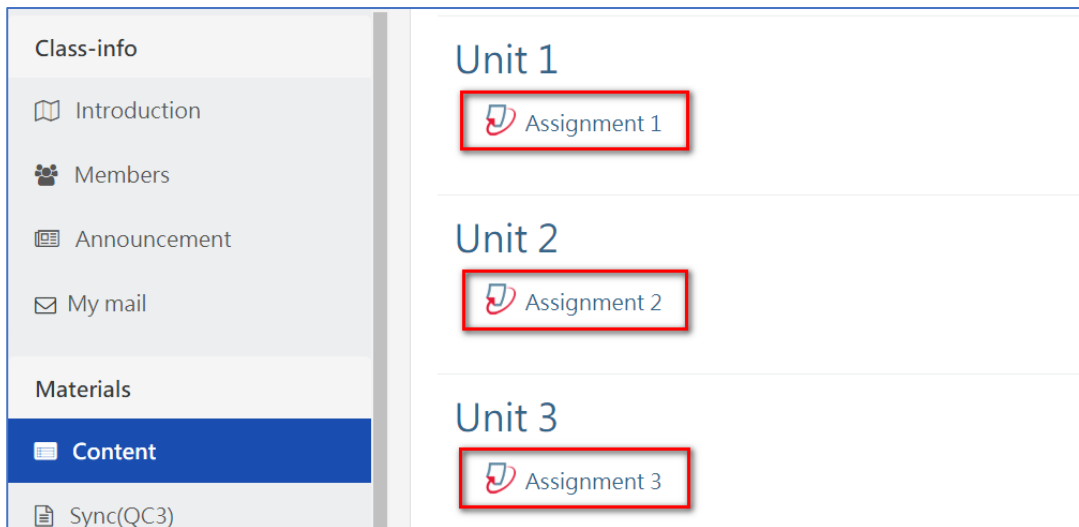 Class-info
Introduction
Members
Announcement
My mail
Materials
Content
Sync(QC3)
Unit 1
Assignment 1
Unit 2
Assignment 2
Unit 3
Assignment 3